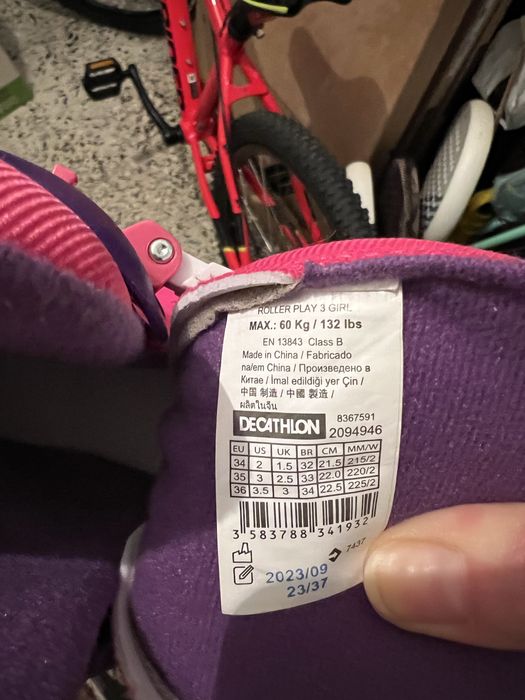 ROLLER PLAY 3 GIRL
MAX.: 60 Kg / 132 lbs
EN 13843 Class B
Made in China / Fabricado
na/em China / Произведено в
Китае / İmal edildiği yer Çin /
中国 制造 / 中國 製造 /
ผลิตในจีน
DECATHLON
8367591
2094946
EU US UK BR CM MM/W
34 2 1.5 32 21.5 215/2
35 3 2.5 33 22.0 220/2
36 3.5 3 34 22.5 225/2
3 583788 341932
7437
2023/09
23/37